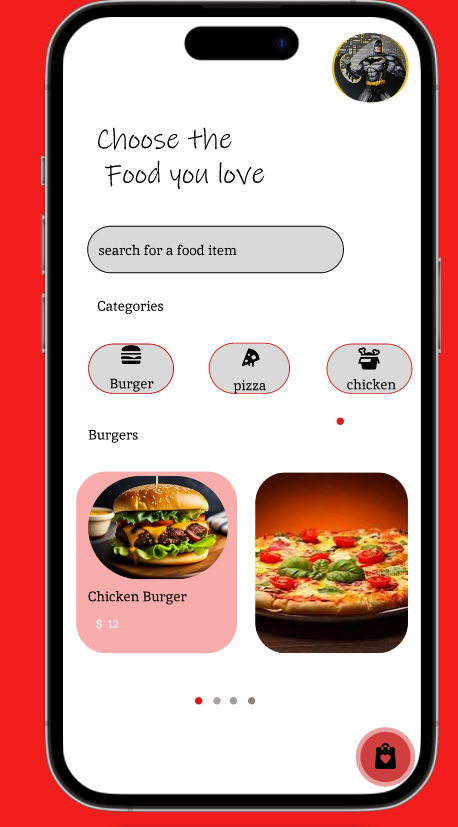 Choose the
Food you love
search for a food item
Categories
Burger
pizza
chicken
Burgers
Chicken Burger
$ 12